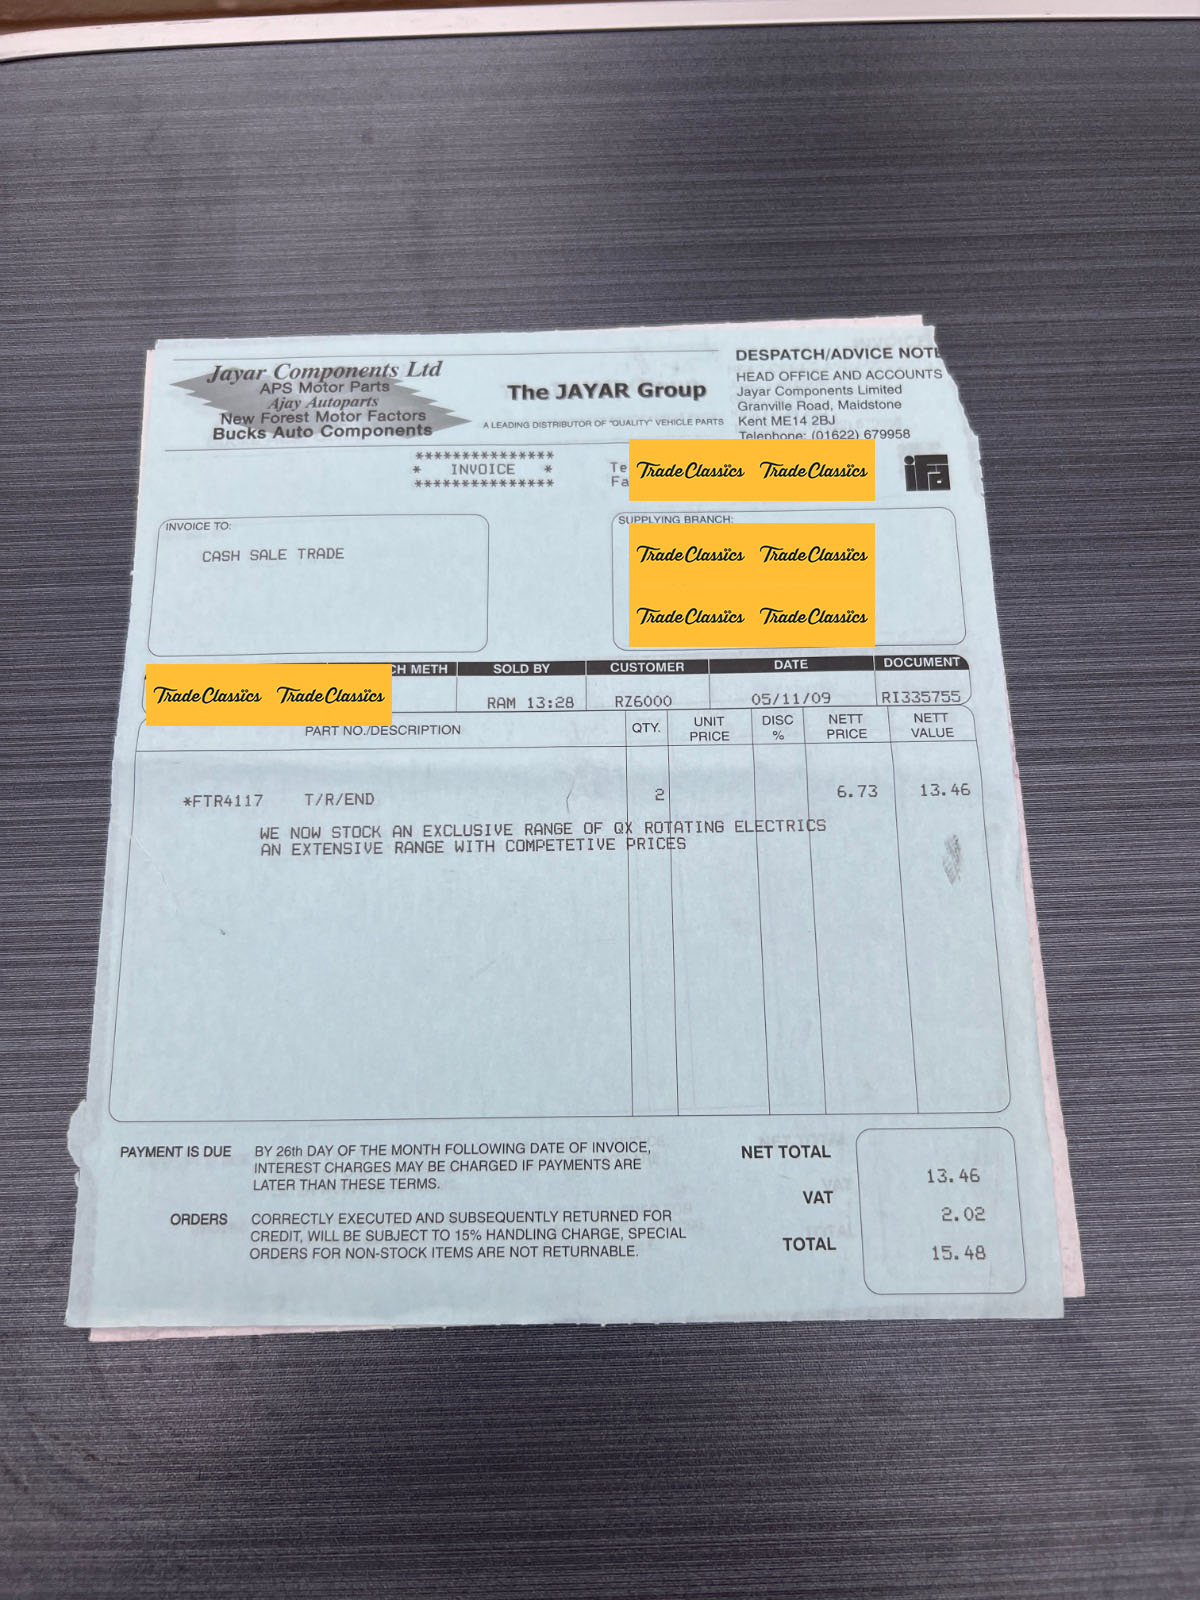 Jayar Components Ltd
APS Motor Parts
Ajay Autoparts
New Forest Motor Factors
Bucks Auto Components
The JAYAR Group
A LEADING DISTRIBUTOR OF "QUALITY" VEHICLE PARTS
DESPATCH/ADVICE NOTE
HEAD OFFICE AND ACCOUNTS
Jayar Components Limited
Granville Road, Maidstone
Kent ME14 2BJ
Telephone: (01622) 679958
***************
* INVOICE *
***************
Te
Fa
TradeClassics TradeClassics
ifa
INVOICE TO:
CASH SALE TRADE
SUPPLYING BRANCH:
TradeClassics TradeClassics
TradeClassics TradeClassics
TradeClassics TradeClassics
CH METH SOLD BY CUSTOMER DATE DOCUMENT
RAM 13:28 RZ6000 05/11/09 RI335755
PART NO./DESCRIPTION QTY. UNIT PRICE DISC % NETT PRICE NETT VALUE
*FTR4117 T/R/END 2 6.73 13.46
WE NOW STOCK AN EXCLUSIVE RANGE OF QX ROTATING ELECTRICS
AN EXTENSIVE RANGE WITH COMPETETIVE PRICES
PAYMENT IS DUE BY 26th DAY OF THE MONTH FOLLOWING DATE OF INVOICE,
INTEREST CHARGES MAY BE CHARGED IF PAYMENTS ARE
LATER THAN THESE TERMS.
ORDERS CORRECTLY EXECUTED AND SUBSEQUENTLY RETURNED FOR
CREDIT, WILL BE SUBJECT TO 15% HANDLING CHARGE, SPECIAL
ORDERS FOR NON-STOCK ITEMS ARE NOT RETURNABLE.
NET TOTAL 13.46
VAT 2.02
TOTAL 15.48